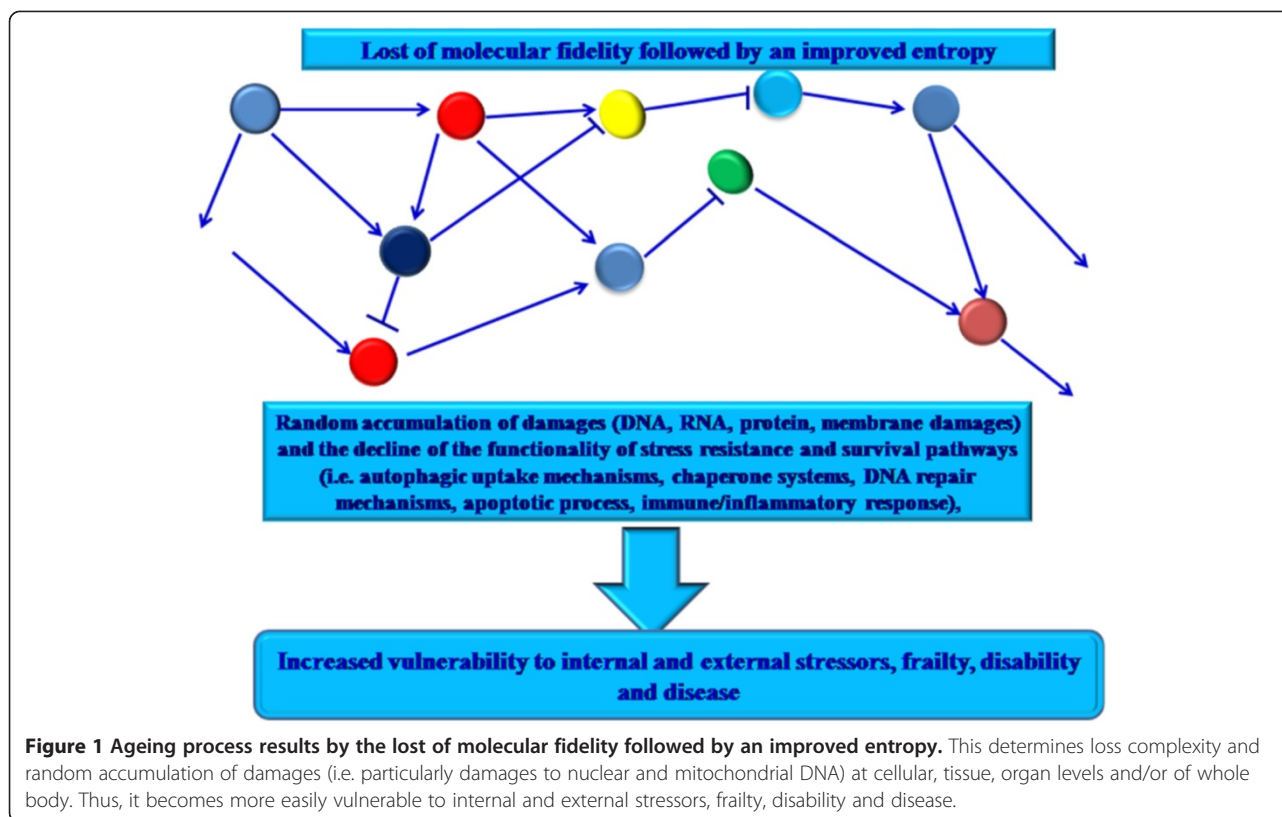 Lost of molecular fidelity followed by an improved entropy
Random accumulation of damages (DNA, RNA, protein, membrane damages)
and the decline of the functionality of stress resistance and survival pathways
(i.e. autophagic uptake mechanisms, chaperone systems, DNA repair
mechanisms, apoptotic process, immune/inflammatory response),
Increased vulnerability to internal and external stressors, frailty, disability
and disease
Figure 1 Ageing process results by the lost of molecular fidelity followed by an improved entropy. This determines loss complexity and
random accumulation of damages (i.e. particularly damages to nuclear and mitochondrial DNA) at cellular, tissue, organ levels and/or of whole
body. Thus, it becomes more easily vulnerable to internal and external stressors, frailty, disability and disease.